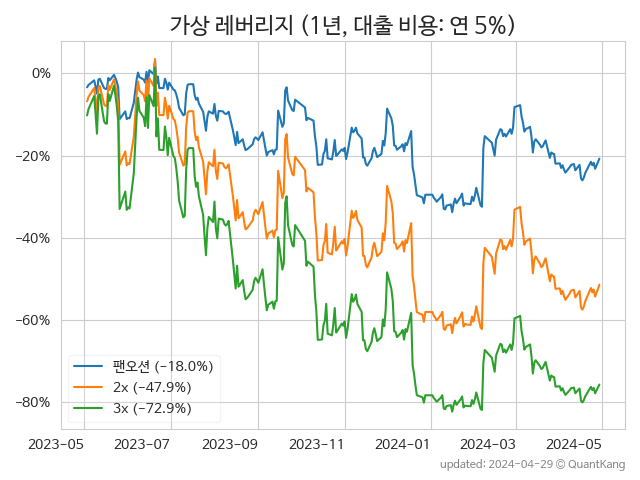 가상 레버리지 (1년, 대출 비용: 연 5%)
0%
−20%
−40%
−60%
−80%
팬오션 (−18.0%)
2x (−47.9%)
3x (−72.9%)
2023-05 2023-07 2023-09 2023-11 2024-01 2024-03 2024-05
updated: 2024-04-29 © QuantKang